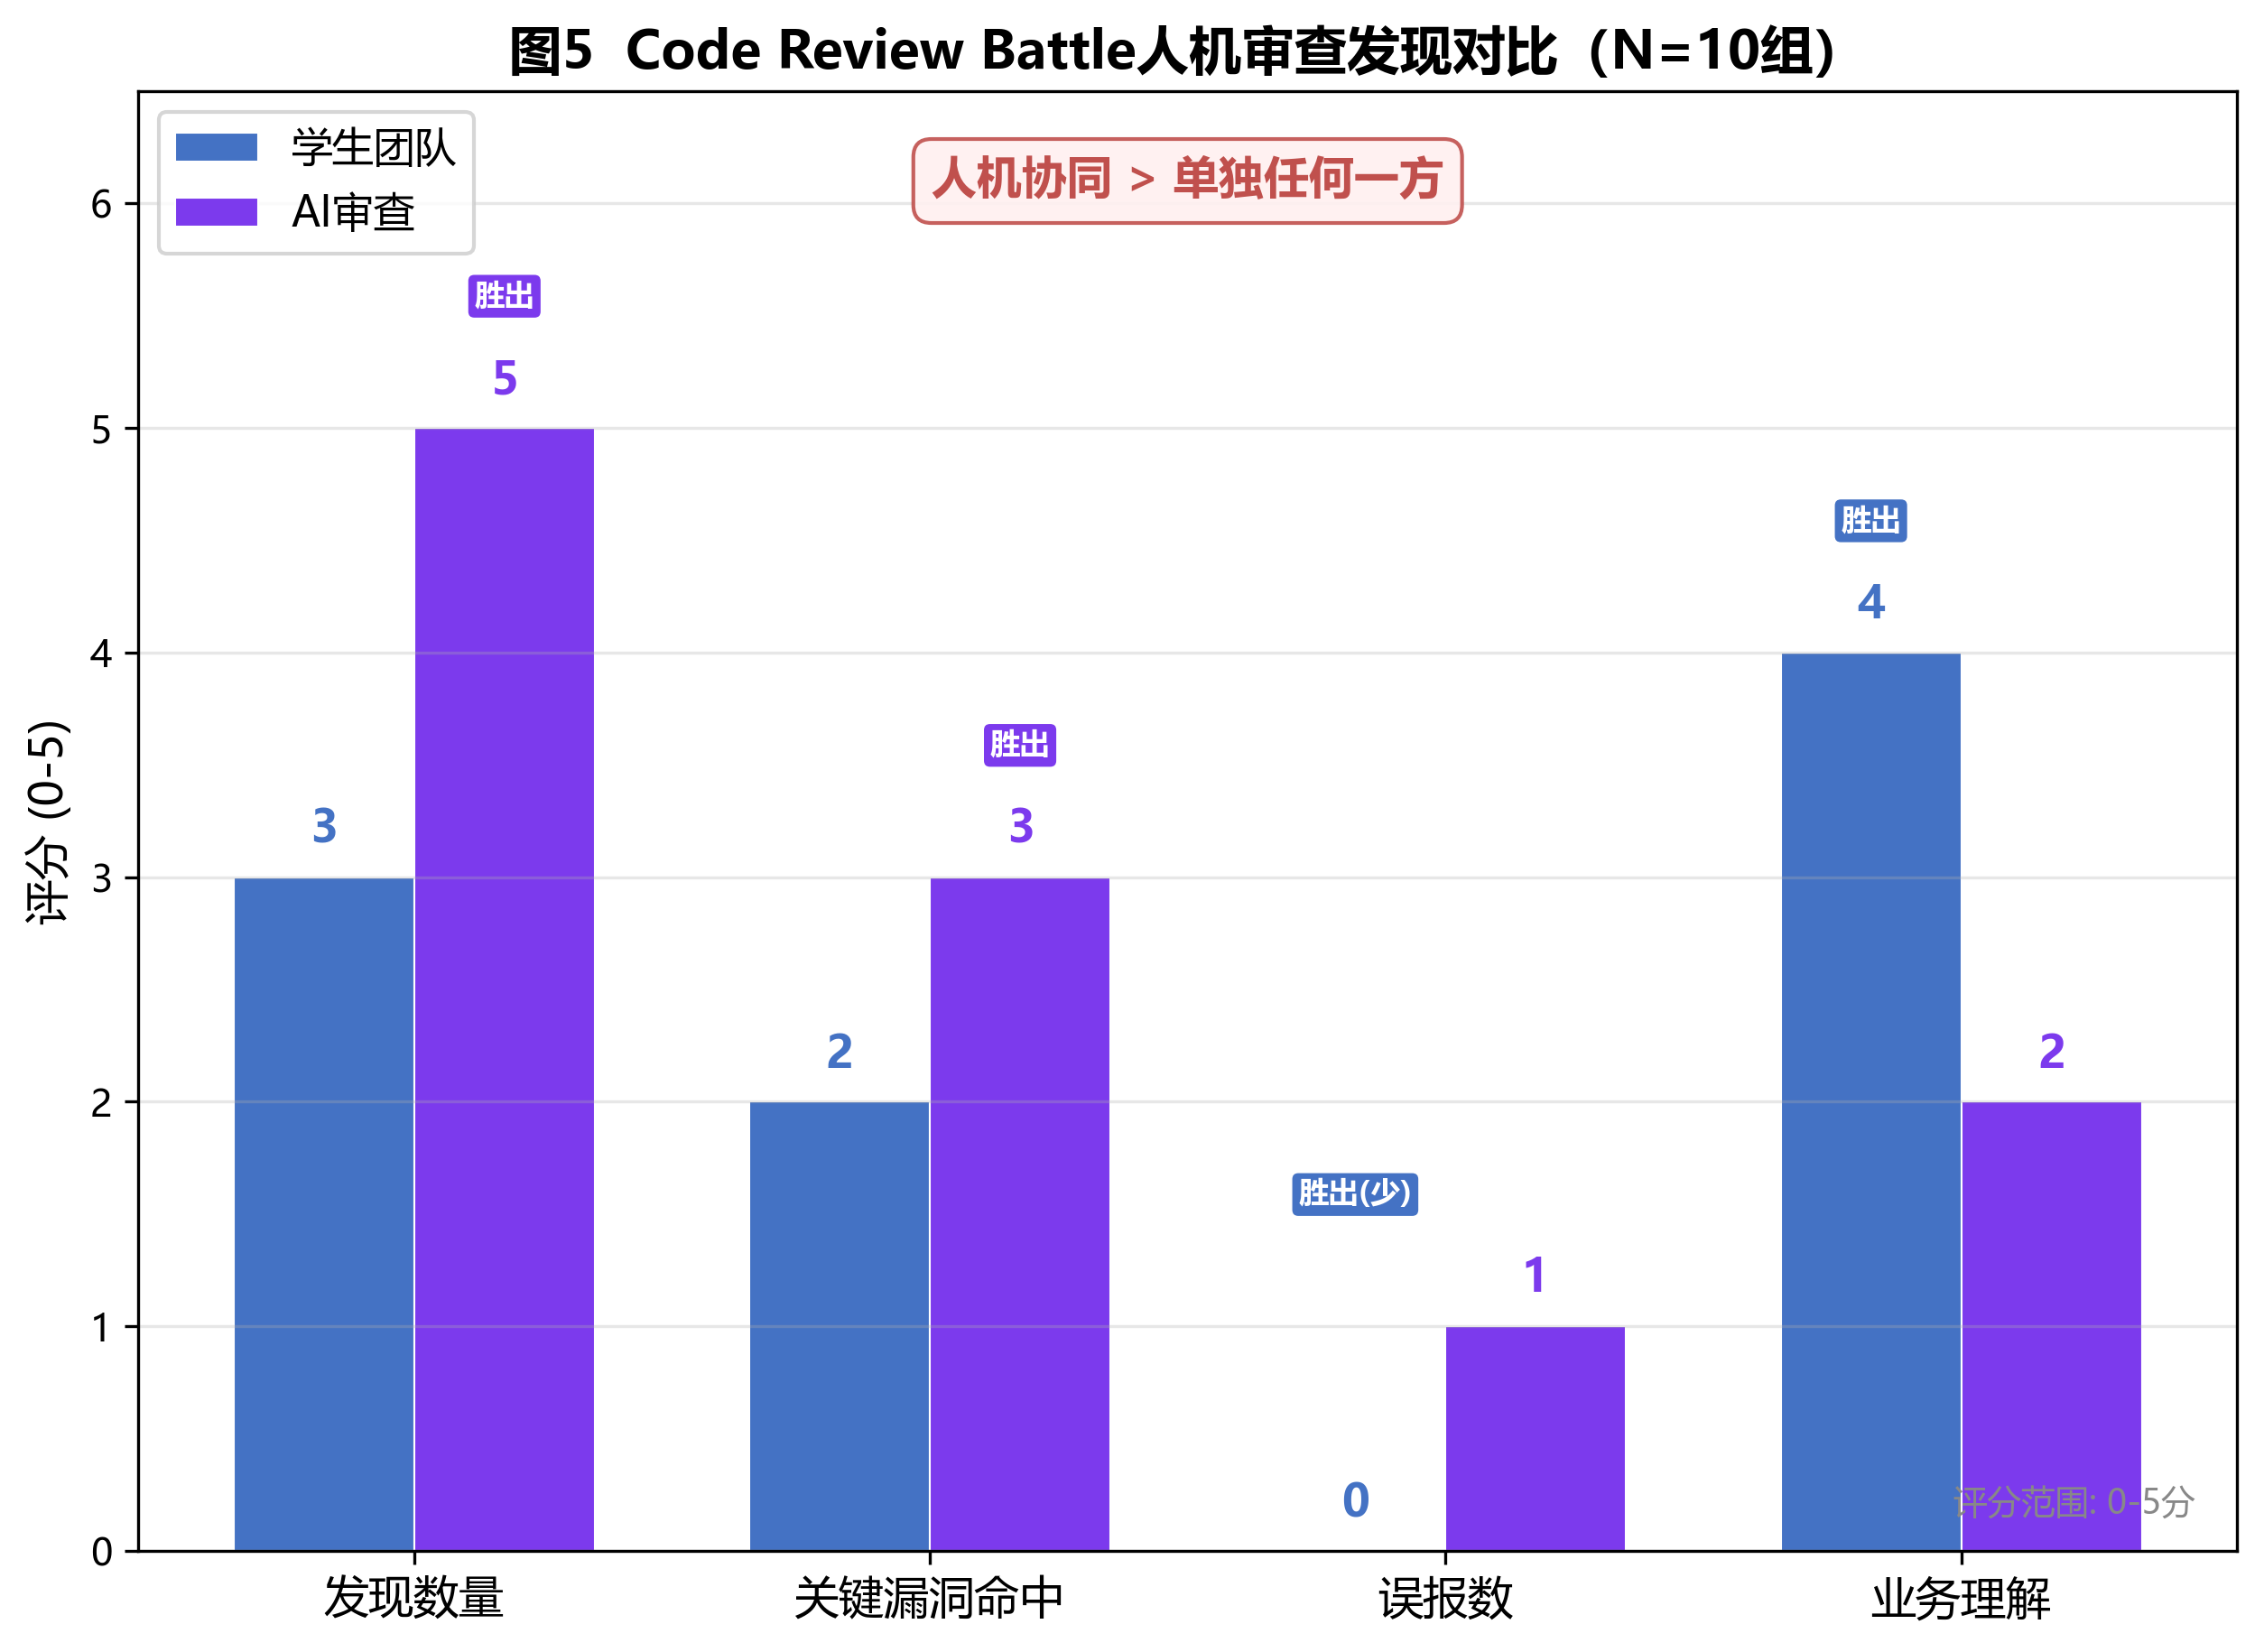 图5 Code Review Battle人机审查发现对比（N=10组）
学生团队
AI审查
人机协同 > 单独任何一方
评分 (0-5)
6
5
4
3
2
1
0
3
胜出
5
2
胜出
3
胜出(少)
0
1
胜出
4
2
评分范围: 0-5分
发现数量
关键漏洞命中
误报数
业务理解